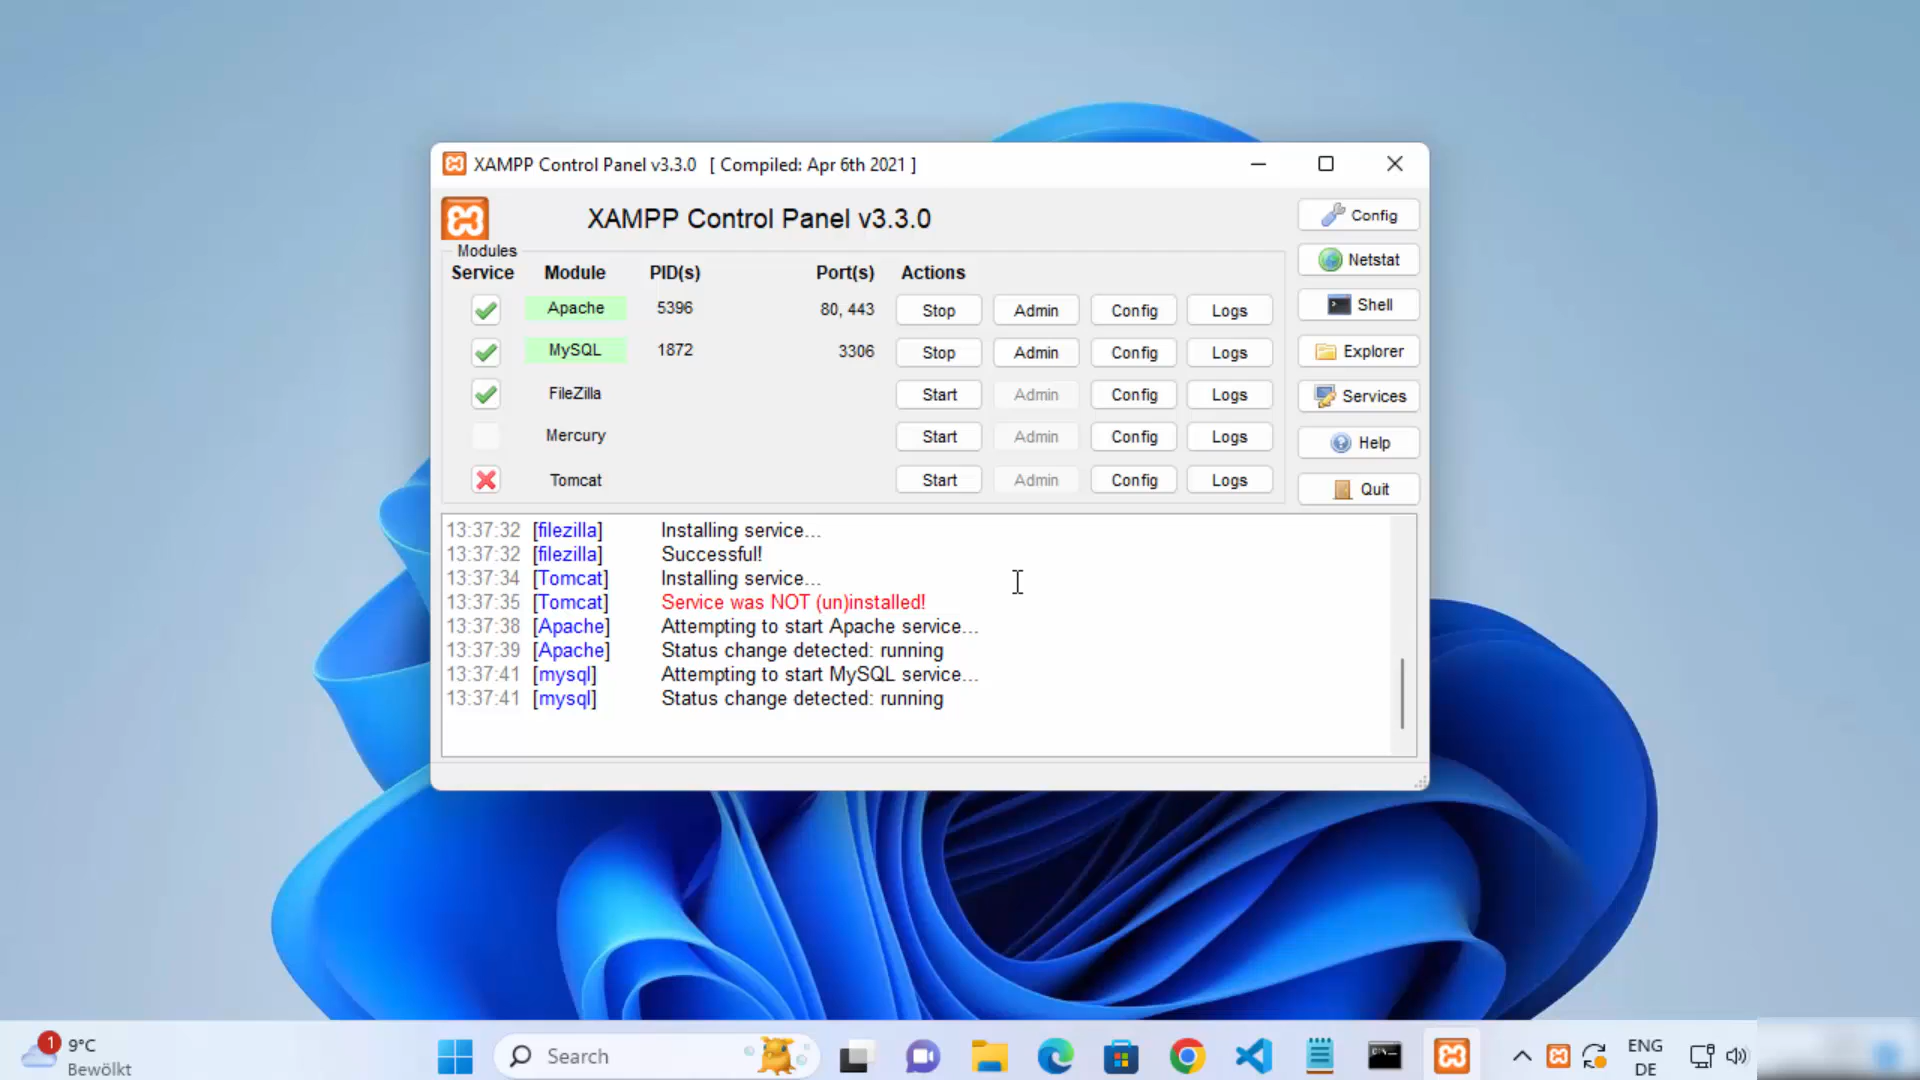 XAMPP Control Panel v3.3.0 [ Compiled: Apr 6th 2021 ]
XAMPP Control Panel v3.3.0
Config
Modules
Service Module PID(s) Port(s) Actions
Netstat
Apache 5396 80, 443 Stop Admin Config Logs
Shell
MySQL 1872 3306 Stop Admin Config Logs
Explorer
FileZilla Start Admin Config Logs
Services
Mercury Start Admin Config Logs
Help
Tomcat Start Admin Config Logs
Quit
13:37:32 [filezilla] Installing service...
13:37:32 [filezilla] Successful!
13:37:34 [Tomcat] Installing service...
13:37:35 [Tomcat] Service was NOT (un)installed!
13:37:38 [Apache] Attempting to start Apache service...
13:37:39 [Apache] Status change detected: running
13:37:41 [mysql] Attempting to start MySQL service...
13:37:41 [mysql] Status change detected: running
1 9°C
Bewölkt
Search
ENG
DE